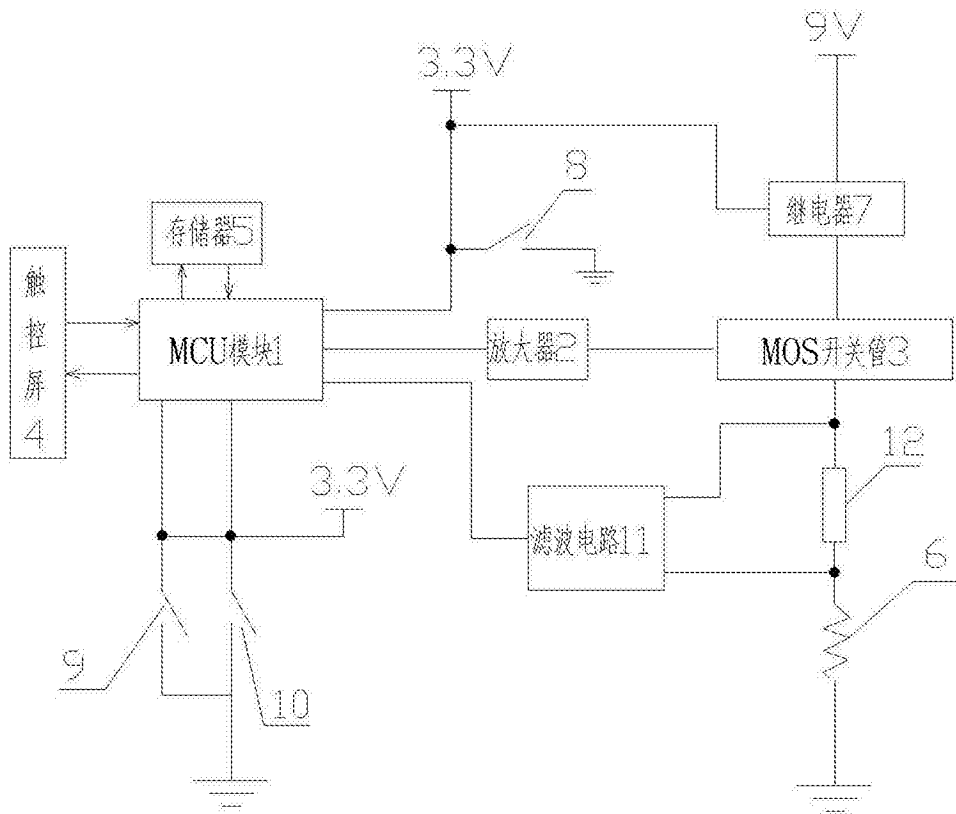 9V
3.3V
8
继电器7
存储器5
触控屏4
MCU模块1
放大器2
MOS开关管3
12
3.3V
滤波电路11
6
9
10